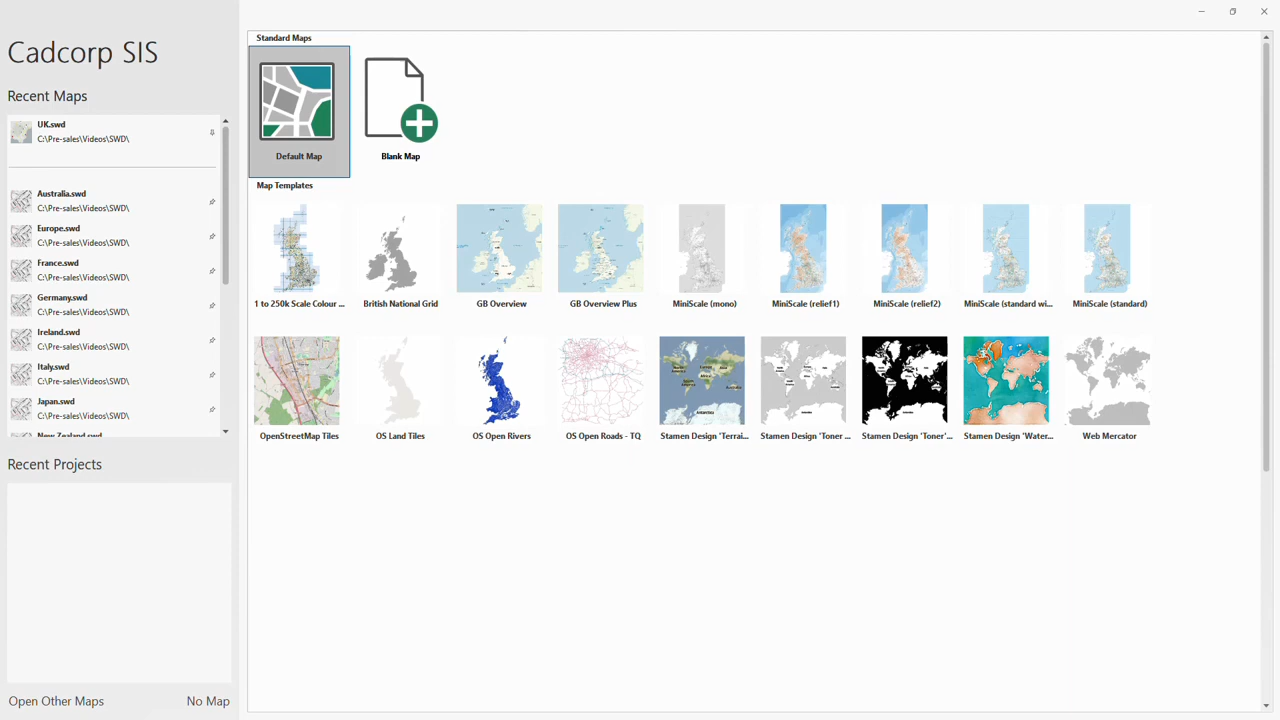 Cadcorp SIS
Recent Maps
UK.swd
C:\Pre-sales\Videos\SWD\
Australia.swd
C:\Pre-sales\Videos\SWD\
Europe.swd
C:\Pre-sales\Videos\SWD\
France.swd
C:\Pre-sales\Videos\SWD\
Germany.swd
C:\Pre-sales\Videos\SWD\
Ireland.swd
C:\Pre-sales\Videos\SWD\
Italy.swd
C:\Pre-sales\Videos\SWD\
Japan.swd
C:\Pre-sales\Videos\SWD\
New Zealand.swd
Recent Projects
Open Other Maps No Map
Standard Maps
Default Map Blank Map
Map Templates
1 to 250k Scale Colour ... British National Grid GB Overview GB Overview Plus MiniScale (mono) MiniScale (relief1) MiniScale (relief2) MiniScale (standard wi... MiniScale (standard)
OpenStreetMap Tiles OS Land Tiles OS Open Rivers OS Open Roads - TQ Stamen Design 'Terrai... Stamen Design 'Toner ... Stamen Design 'Toner'... Stamen Design 'Water... Web Mercator